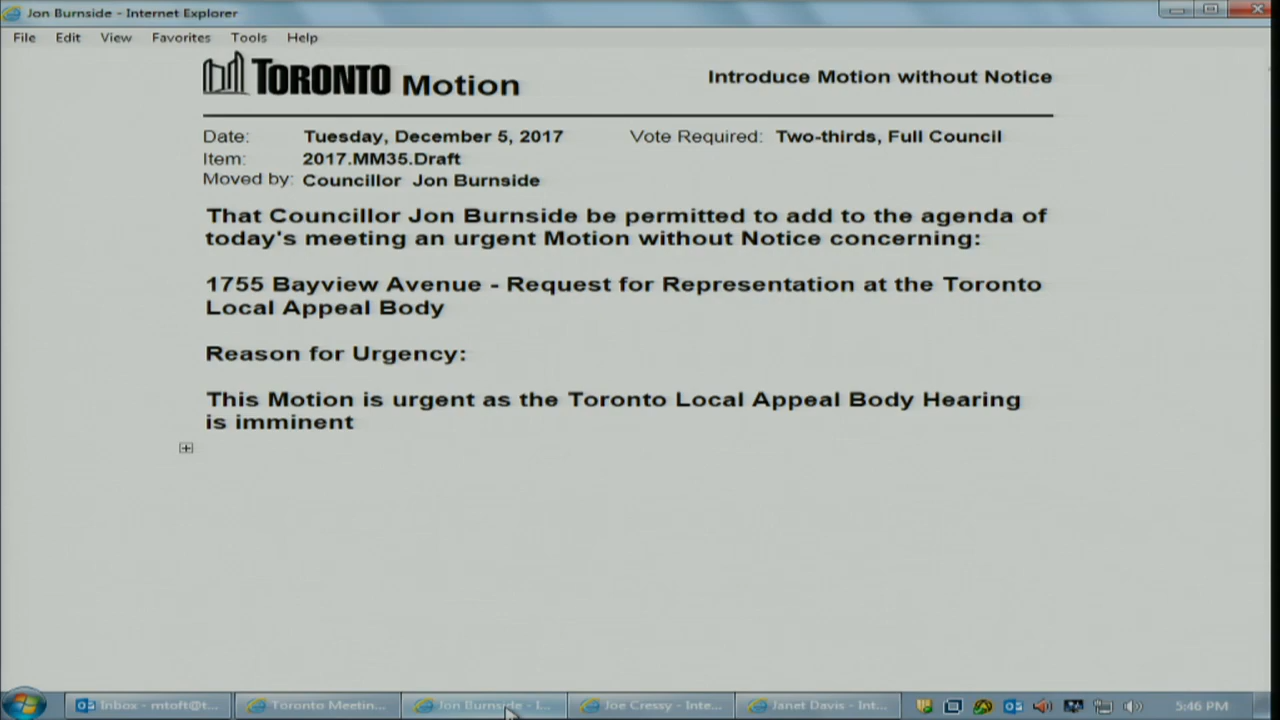 Jon Burnside - Internet Explorer
File Edit View Favorites Tools Help
TORONTO Motion
Introduce Motion without Notice
Date: Tuesday, December 5, 2017 Vote Required: Two-thirds, Full Council
Item: 2017.MM35.Draft
Moved by: Councillor Jon Burnside
That Councillor Jon Burnside be permitted to add to the agenda of
today's meeting an urgent Motion without Notice concerning:
1755 Bayview Avenue - Request for Representation at the Toronto
Local Appeal Body
Reason for Urgency:
This Motion is urgent as the Toronto Local Appeal Body Hearing
is imminent
Inbox - mtoft@t... Toronto Meetin... Jon Burnside - I... Joe Cressy - Inte... Janet Davis - Int... 5:46 PM